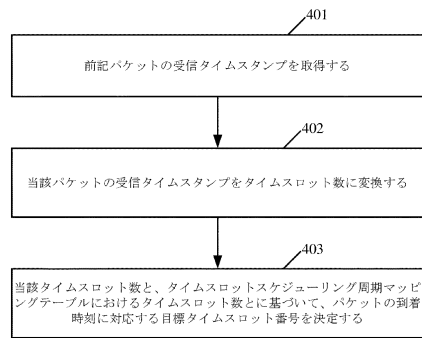 401
前記パケットの受信タイムスタンプを取得する
402
当該パケットの受信タイムスタンプをタイムスロット数に変換する
403
当該タイムスロット数と、タイムスロットスケジューリング周期マッピ
ングテーブルにおけるタイムスロット数とに基づいて、パケットの到着
時刻に対応する目標タイムスロット番号を決定する